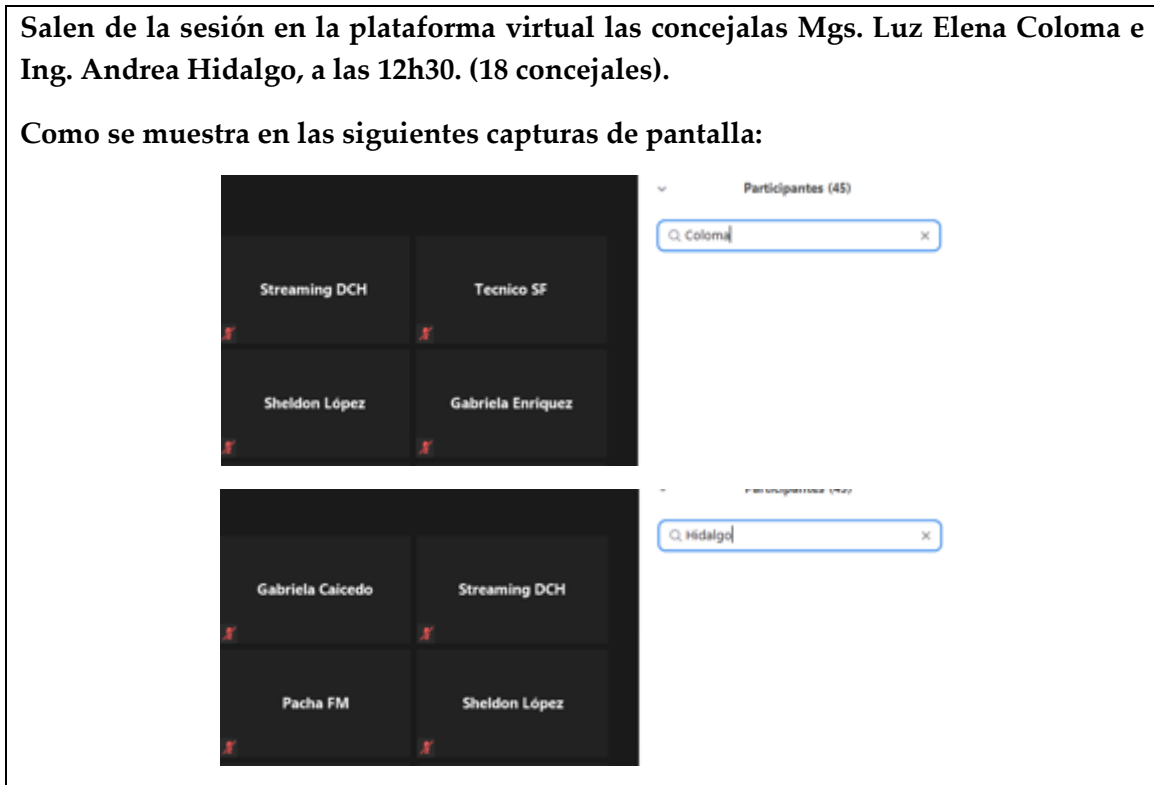 Salen de la sesión en la plataforma virtual las concejalas Mgs. Luz Elena Coloma e
Ing. Andrea Hidalgo, a las 12h30. (18 concejales).
Como se muestra en las siguientes capturas de pantalla:
Participantes (45)
Coloma
Streaming DCH
Tecnico SF
Sheldon López
Gabriela Enriquez
Participantes (45)
Hidalgo
Gabriela Caicedo
Streaming DCH
Pacha FM
Sheldon López